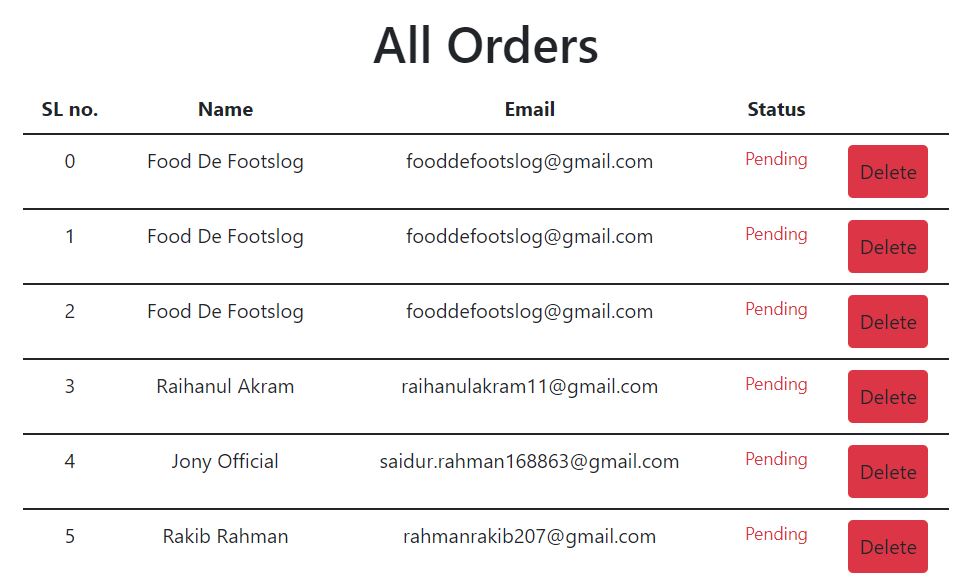 All Orders
SL no. Name Email Status
0 Food De Footslog fooddefootslog@gmail.com Pending Delete
1 Food De Footslog fooddefootslog@gmail.com Pending Delete
2 Food De Footslog fooddefootslog@gmail.com Pending Delete
3 Raihanul Akram raihanulakram11@gmail.com Pending Delete
4 Jony Official saidur.rahman168863@gmail.com Pending Delete
5 Rakib Rahman rahmanrakib207@gmail.com Pending Delete